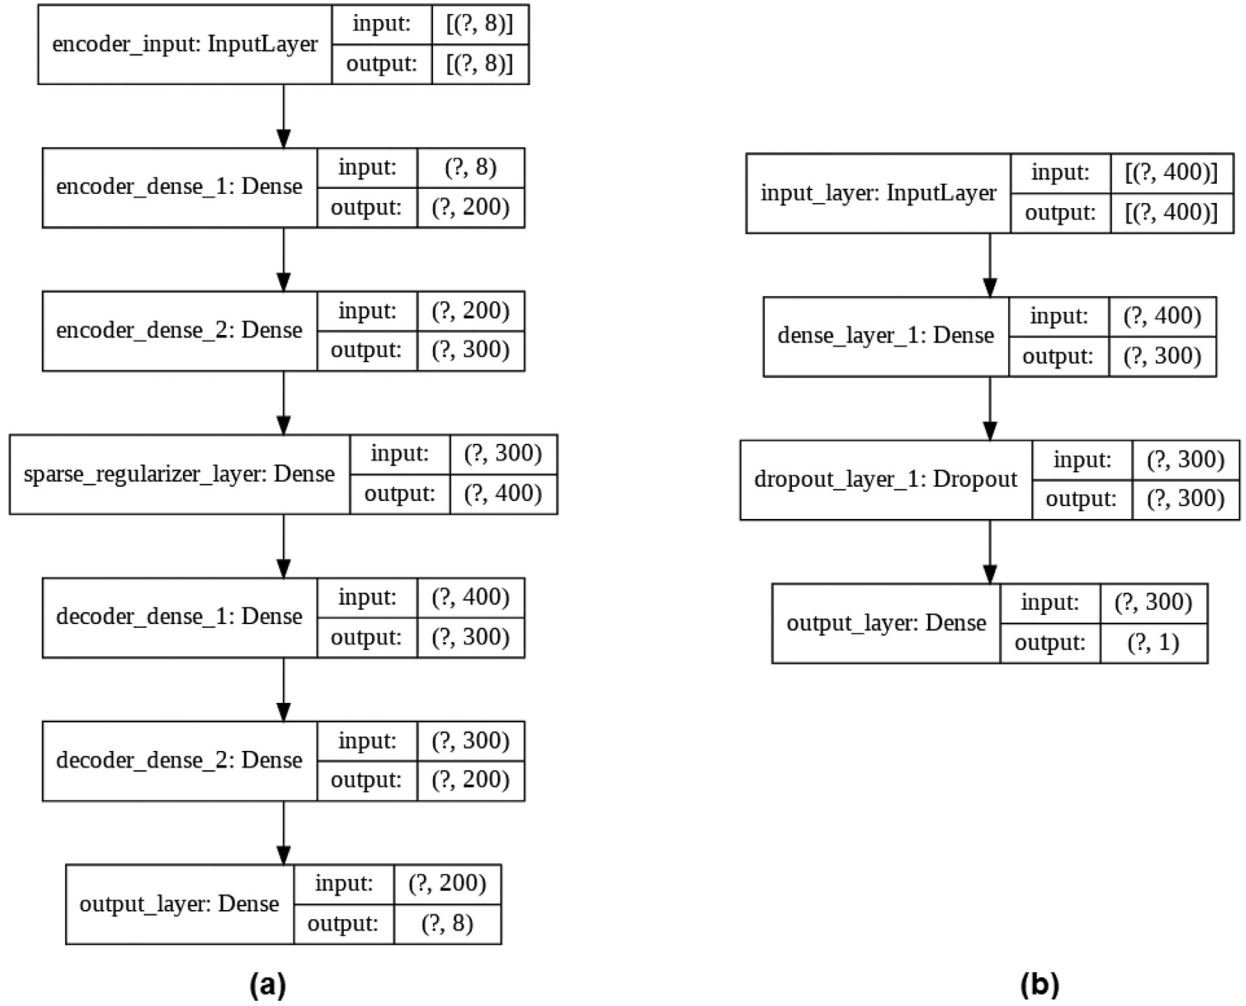 encoder_input: InputLayer
input: [(?, 8)]
output: [(?, 8)]
encoder_dense_1: Dense
input: (?, 8)
output: (?, 200)
encoder_dense_2: Dense
input: (?, 200)
output: (?, 300)
sparse_regularizer_layer: Dense
input: (?, 300)
output: (?, 400)
decoder_dense_1: Dense
input: (?, 400)
output: (?, 300)
decoder_dense_2: Dense
input: (?, 300)
output: (?, 200)
output_layer: Dense
input: (?, 200)
output: (?, 8)
(a)
input_layer: InputLayer
input: [(?, 400)]
output: [(?, 400)]
dense_layer_1: Dense
input: (?, 400)
output: (?, 300)
dropout_layer_1: Dropout
input: (?, 300)
output: (?, 300)
output_layer: Dense
input: (?, 300)
output: (?, 1)
(b)